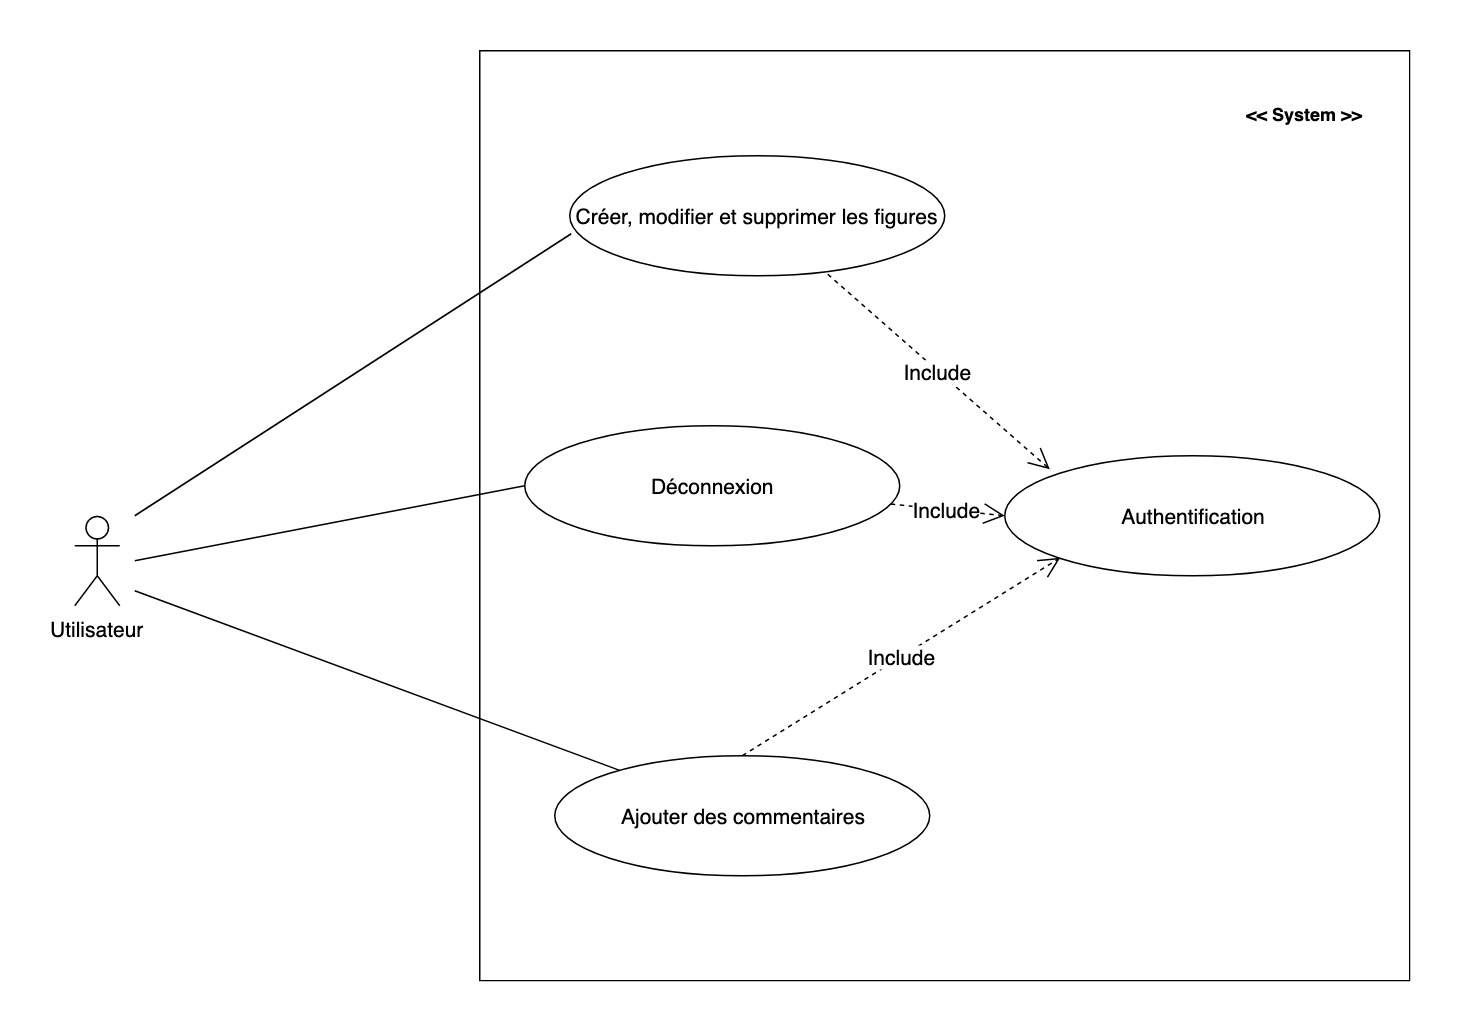 << System >>
Créer, modifier et supprimer les figures
Include
Déconnexion
Include
Authentification
Utilisateur
Include
Ajouter des commentaires